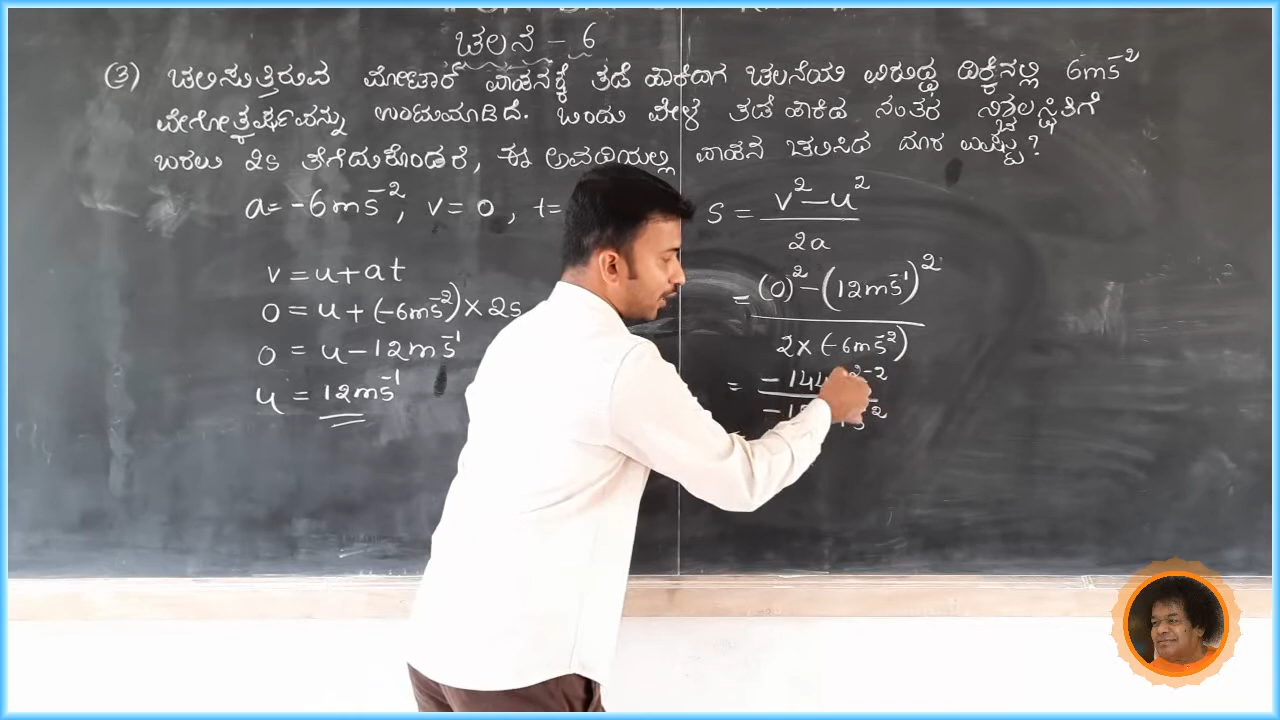 ಚಲನೆ - 6
(3) ಚಲಿಸುತ್ತಿರುವ ಮೋಟಾರ್ ವಾಹನಕ್ಕೆ ತಡೆ ಹಾಕಿದಾಗ ಚಲನೆಯ ವಿರುದ್ಧ ದಿಕ್ಕಿನಲ್ಲಿ 6ms⁻²
ವೇಗೋತ್ಕರ್ಷವನ್ನು ಉಂಟುಮಾಡಿದೆ. ಒಂದು ವೇಳೆ ತಡೆ ಹಾಕಿದ ನಂತರ ನಿಶ್ಚಲಸ್ಥಿತಿಗೆ
ಬರಲು 2s ತೆಗೆದುಕೊಂಡರೆ, ಈ ಅವಧಿಯಲ್ಲಿ ವಾಹನ ಚಲಿಸಿದ ದೂರ ಎಷ್ಟು?
a = -6ms⁻², v = 0, t =
v = u + at
0 = u + (-6ms⁻²) × 2s
0 = u - 12ms⁻¹
u = 12ms⁻¹
s = v² - u²
2a
= (0)² - (12ms⁻¹)²
2 × (-6ms⁻²)
= -144